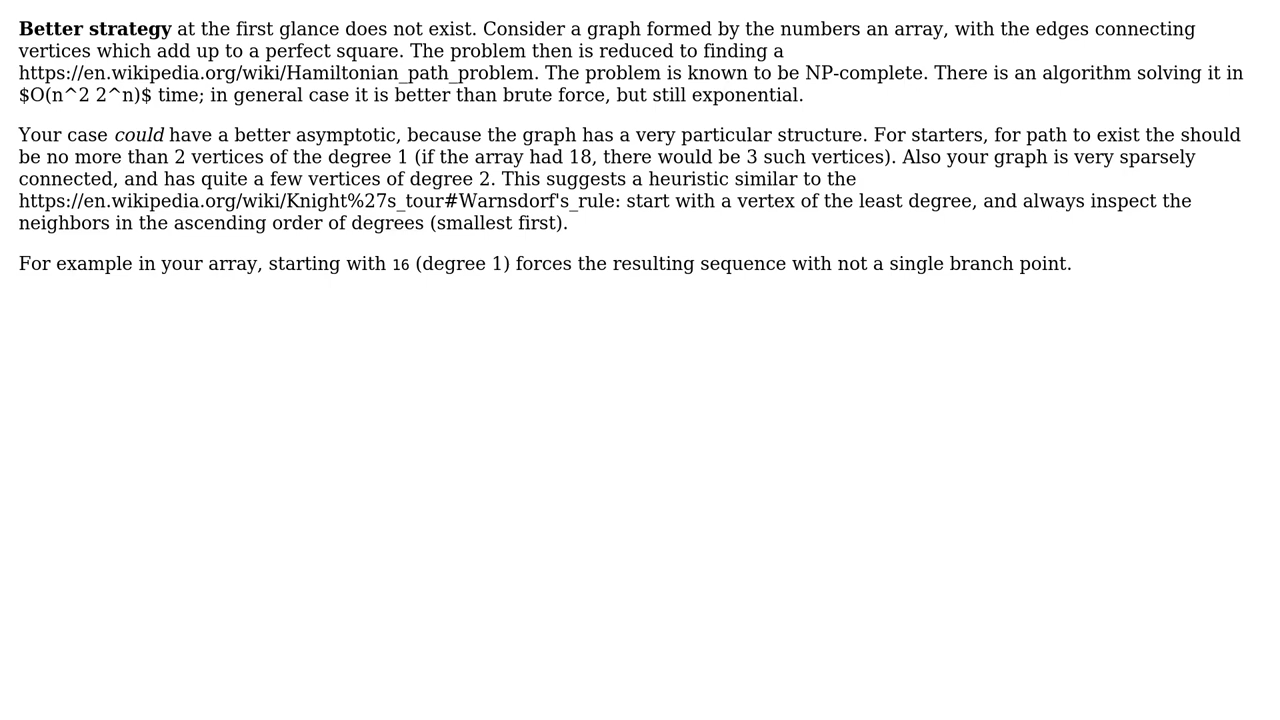 Better strategy at the first glance does not exist. Consider a graph formed by the numbers an array, with the edges connecting
vertices which add up to a perfect square. The problem then is reduced to finding a
https://en.wikipedia.org/wiki/Hamiltonian_path_problem. The problem is known to be NP-complete. There is an algorithm solving it in
$O(n^2 2^n)$ time; in general case it is better than brute force, but still exponential.
Your case could have a better asymptotic, because the graph has a very particular structure. For starters, for path to exist the should
be no more than 2 vertices of the degree 1 (if the array had 18, there would be 3 such vertices). Also your graph is very sparsely
connected, and has quite a few vertices of degree 2. This suggests a heuristic similar to the
https://en.wikipedia.org/wiki/Knight%27s_tour#Warnsdorf's_rule: start with a vertex of the least degree, and always inspect the
neighbors in the ascending order of degrees (smallest first).
For example in your array, starting with 16 (degree 1) forces the resulting sequence with not a single branch point.